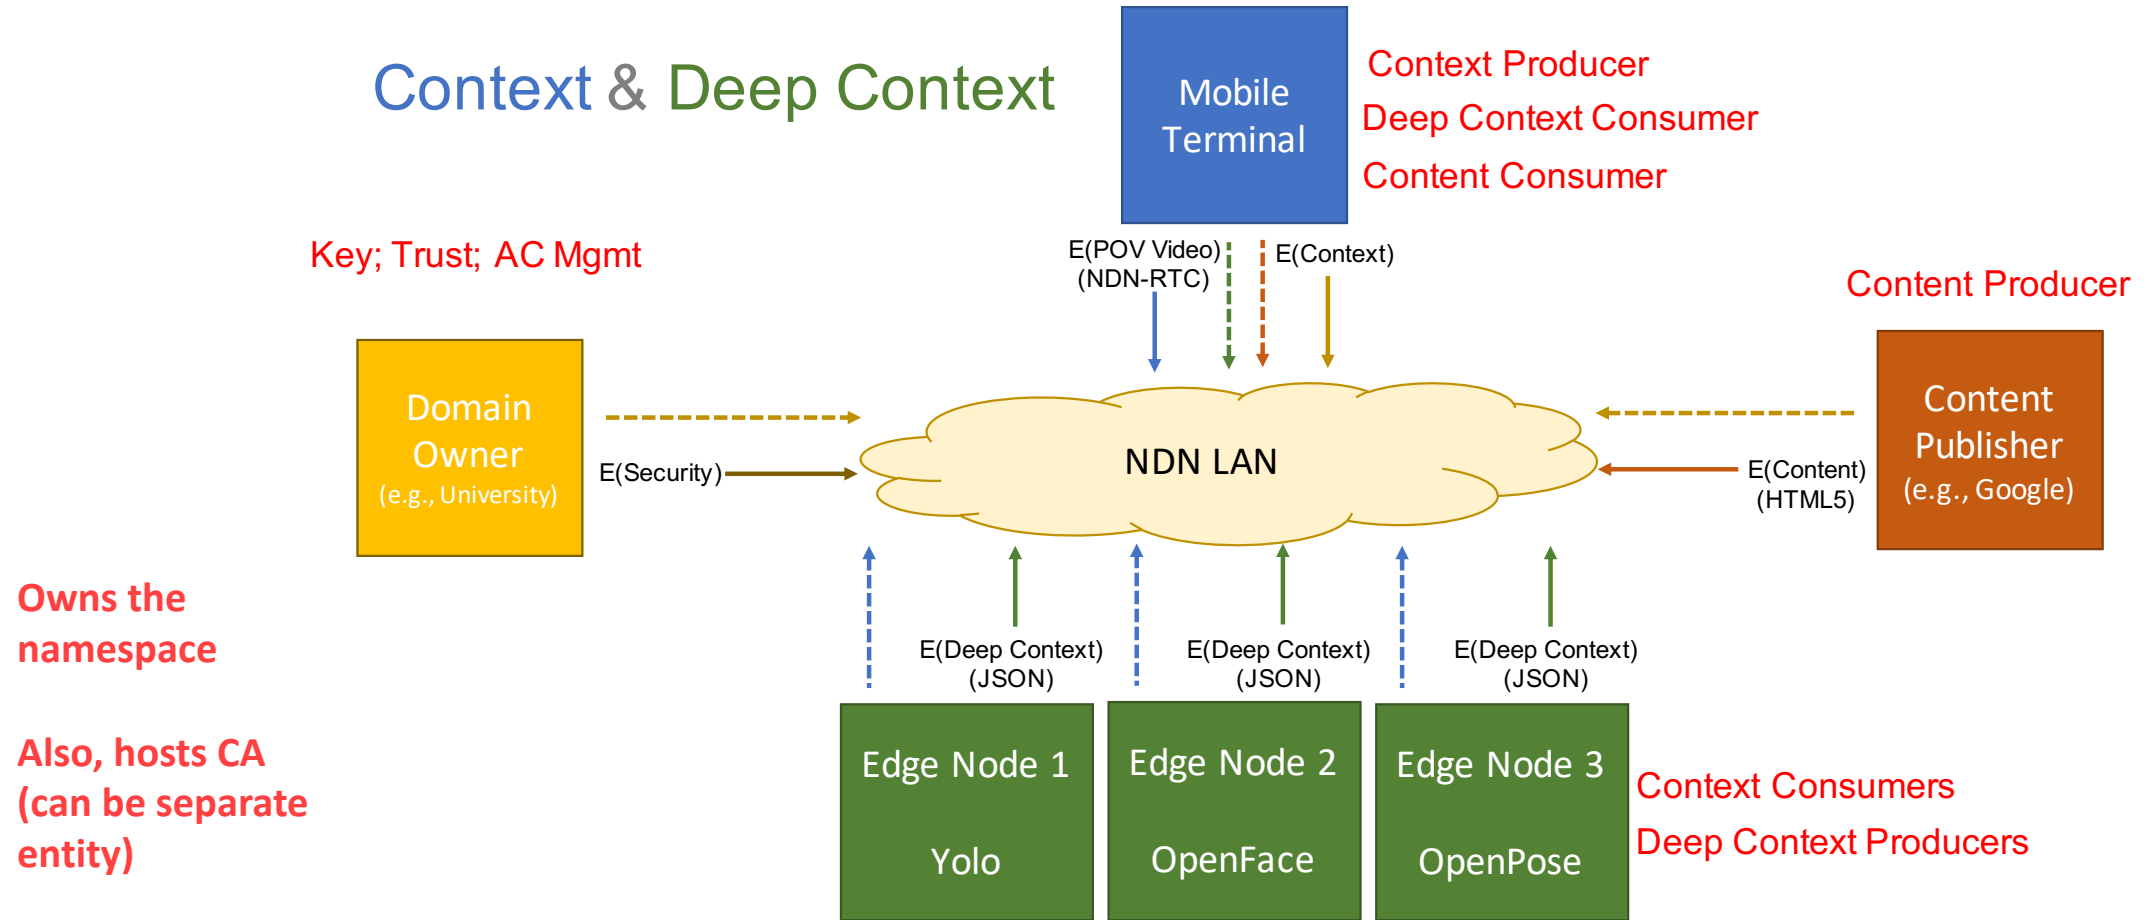 Context & Deep Context
Mobile
Terminal
Context Producer
Deep Context Consumer
Content Consumer
Key; Trust; AC Mgmt
E(POV Video)
(NDN-RTC)
E(Context)
Content Producer
Domain
Owner
(e.g., University)
E(Security)
NDN LAN
E(Content)
(HTML5)
Content
Publisher
(e.g., Google)
Owns the
namespace
Also, hosts CA
(can be separate
entity)
E(Deep Context)
(JSON)
E(Deep Context)
(JSON)
E(Deep Context)
(JSON)
Edge Node 1
Yolo
Edge Node 2
OpenFace
Edge Node 3
OpenPose
Context Consumers
Deep Context Producers